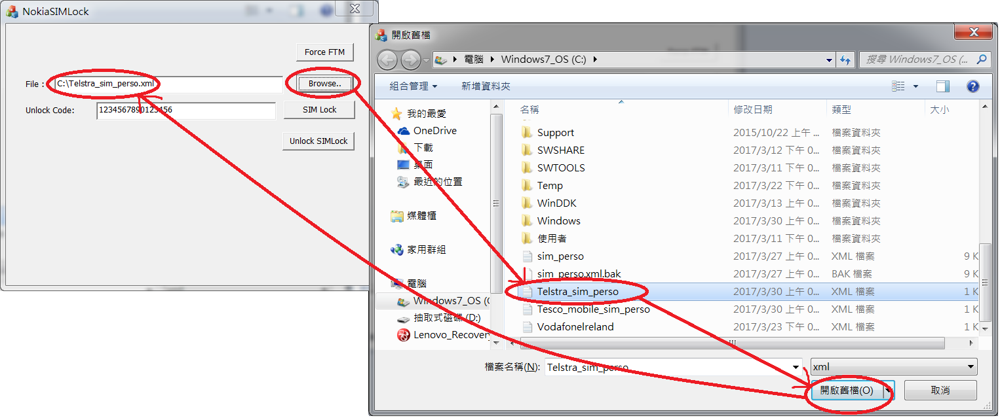 NokiaSIMLock
Force FTM
File : C:\Telstra_sim_perso.xml Browse..
Unlock Code: 1234567890123456 SIM Lock
Unlock SIMLock
開啟舊檔
電腦 Windows7_OS (C:) 搜尋 Windows7_OS (...
組合管理 新增資料夾
我的最愛
OneDrive
下載
桌面
最近的位置
媒體櫃
家用群組
電腦
Windows7_OS (C
抽取式磁碟 (D:)
Lenovo_Recovery
名稱 修改日期 類型 大小
Support 2015/10/22 上午 ... 檔案資料夾
SWSHARE 2017/3/12 下午 0... 檔案資料夾
SWTOOLS 2017/3/11 下午 0... 檔案資料夾
Temp 2017/3/22 下午 0... 檔案資料夾
WinDDK 2017/3/13 上午 0... 檔案資料夾
Windows 2017/3/30 上午 0... 檔案資料夾
使用者 2017/3/11 下午 0... 檔案資料夾
sim_perso 2017/3/27 上午 0... XML 檔案 9 K
sim_perso.xml.bak 2017/3/27 上午 0... BAK 檔案 9 K
Telstra_sim_perso 2017/3/30 上午 0... XML 檔案 1 K
Tesco_mobile_sim_perso 2017/3/30 上午 0... XML 檔案 1 K
VodafoneIreland 2017/3/23 下午 0... XML 檔案 1 K
檔案名稱(N): Telstra_sim_perso xml
開啟舊檔(O) 取消